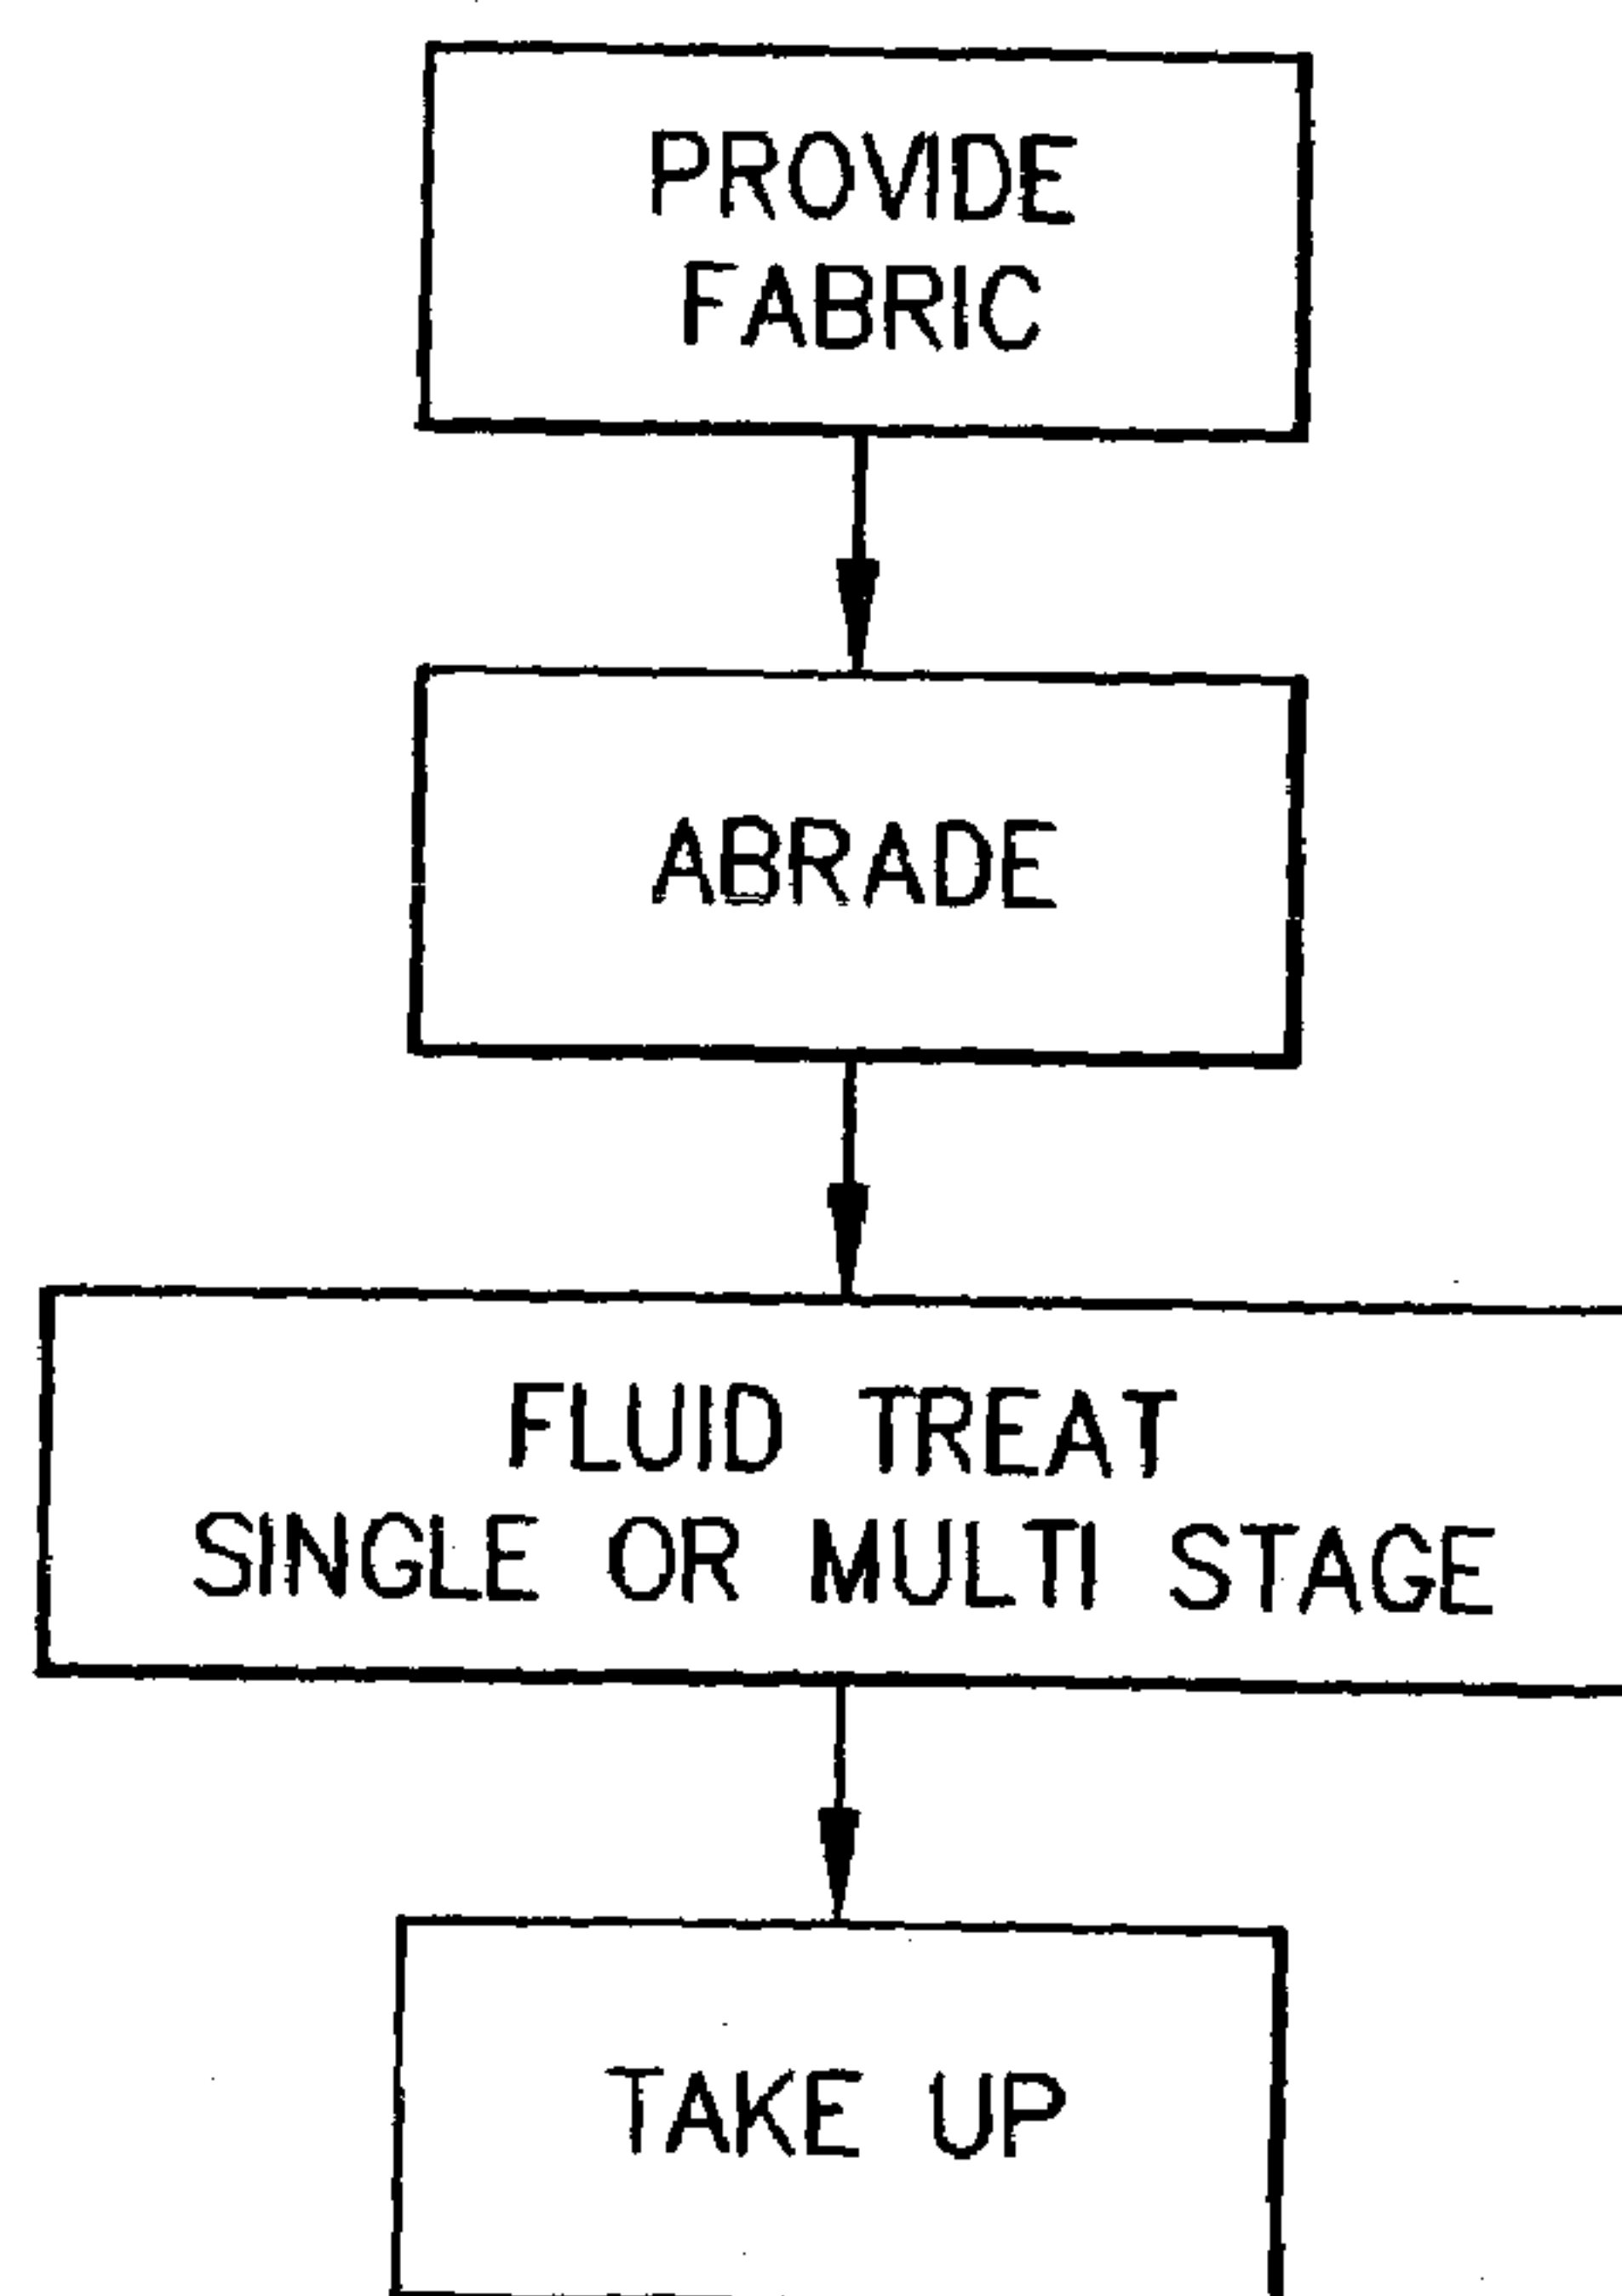 PROVIDE
FABRIC
ABRADE
FLUID TREAT
SINGLE OR MULTI STAGE
TAKE UP